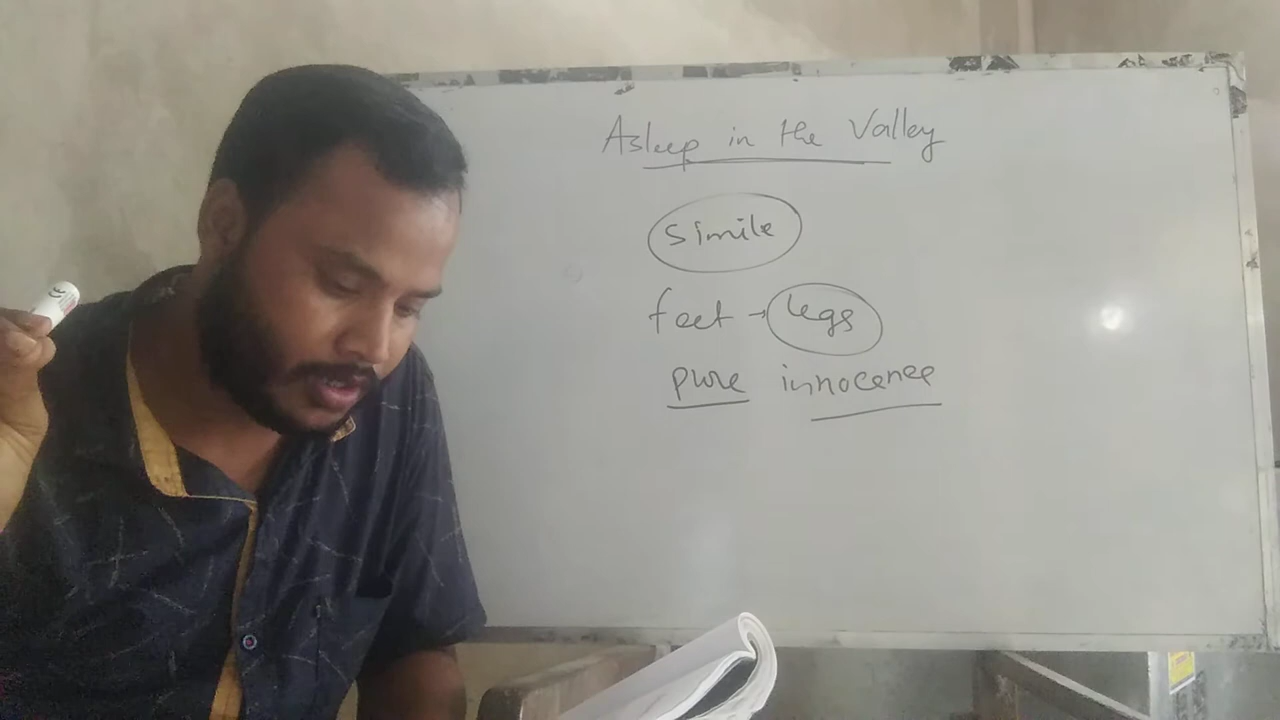 Asleep in the Valley
Simile
feet → legs
pure innocence